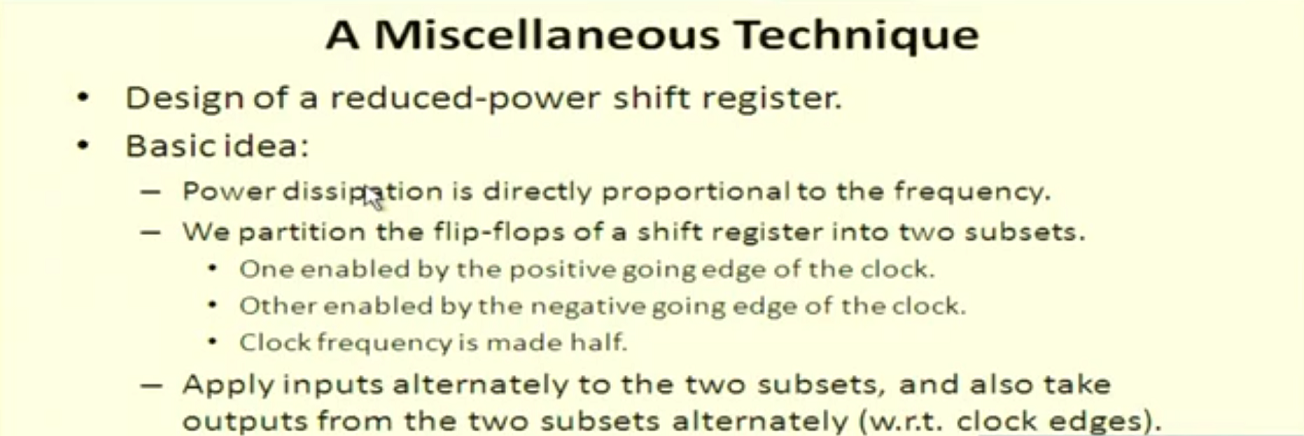 A Miscellaneous Technique
• Design of a reduced-power shift register.
• Basic idea:
– Power dissipation is directly proportional to the frequency.
– We partition the flip-flops of a shift register into two subsets.
• One enabled by the positive going edge of the clock.
• Other enabled by the negative going edge of the clock.
• Clock frequency is made half.
– Apply inputs alternately to the two subsets, and also take
outputs from the two subsets alternately (w.r.t. clock edges).